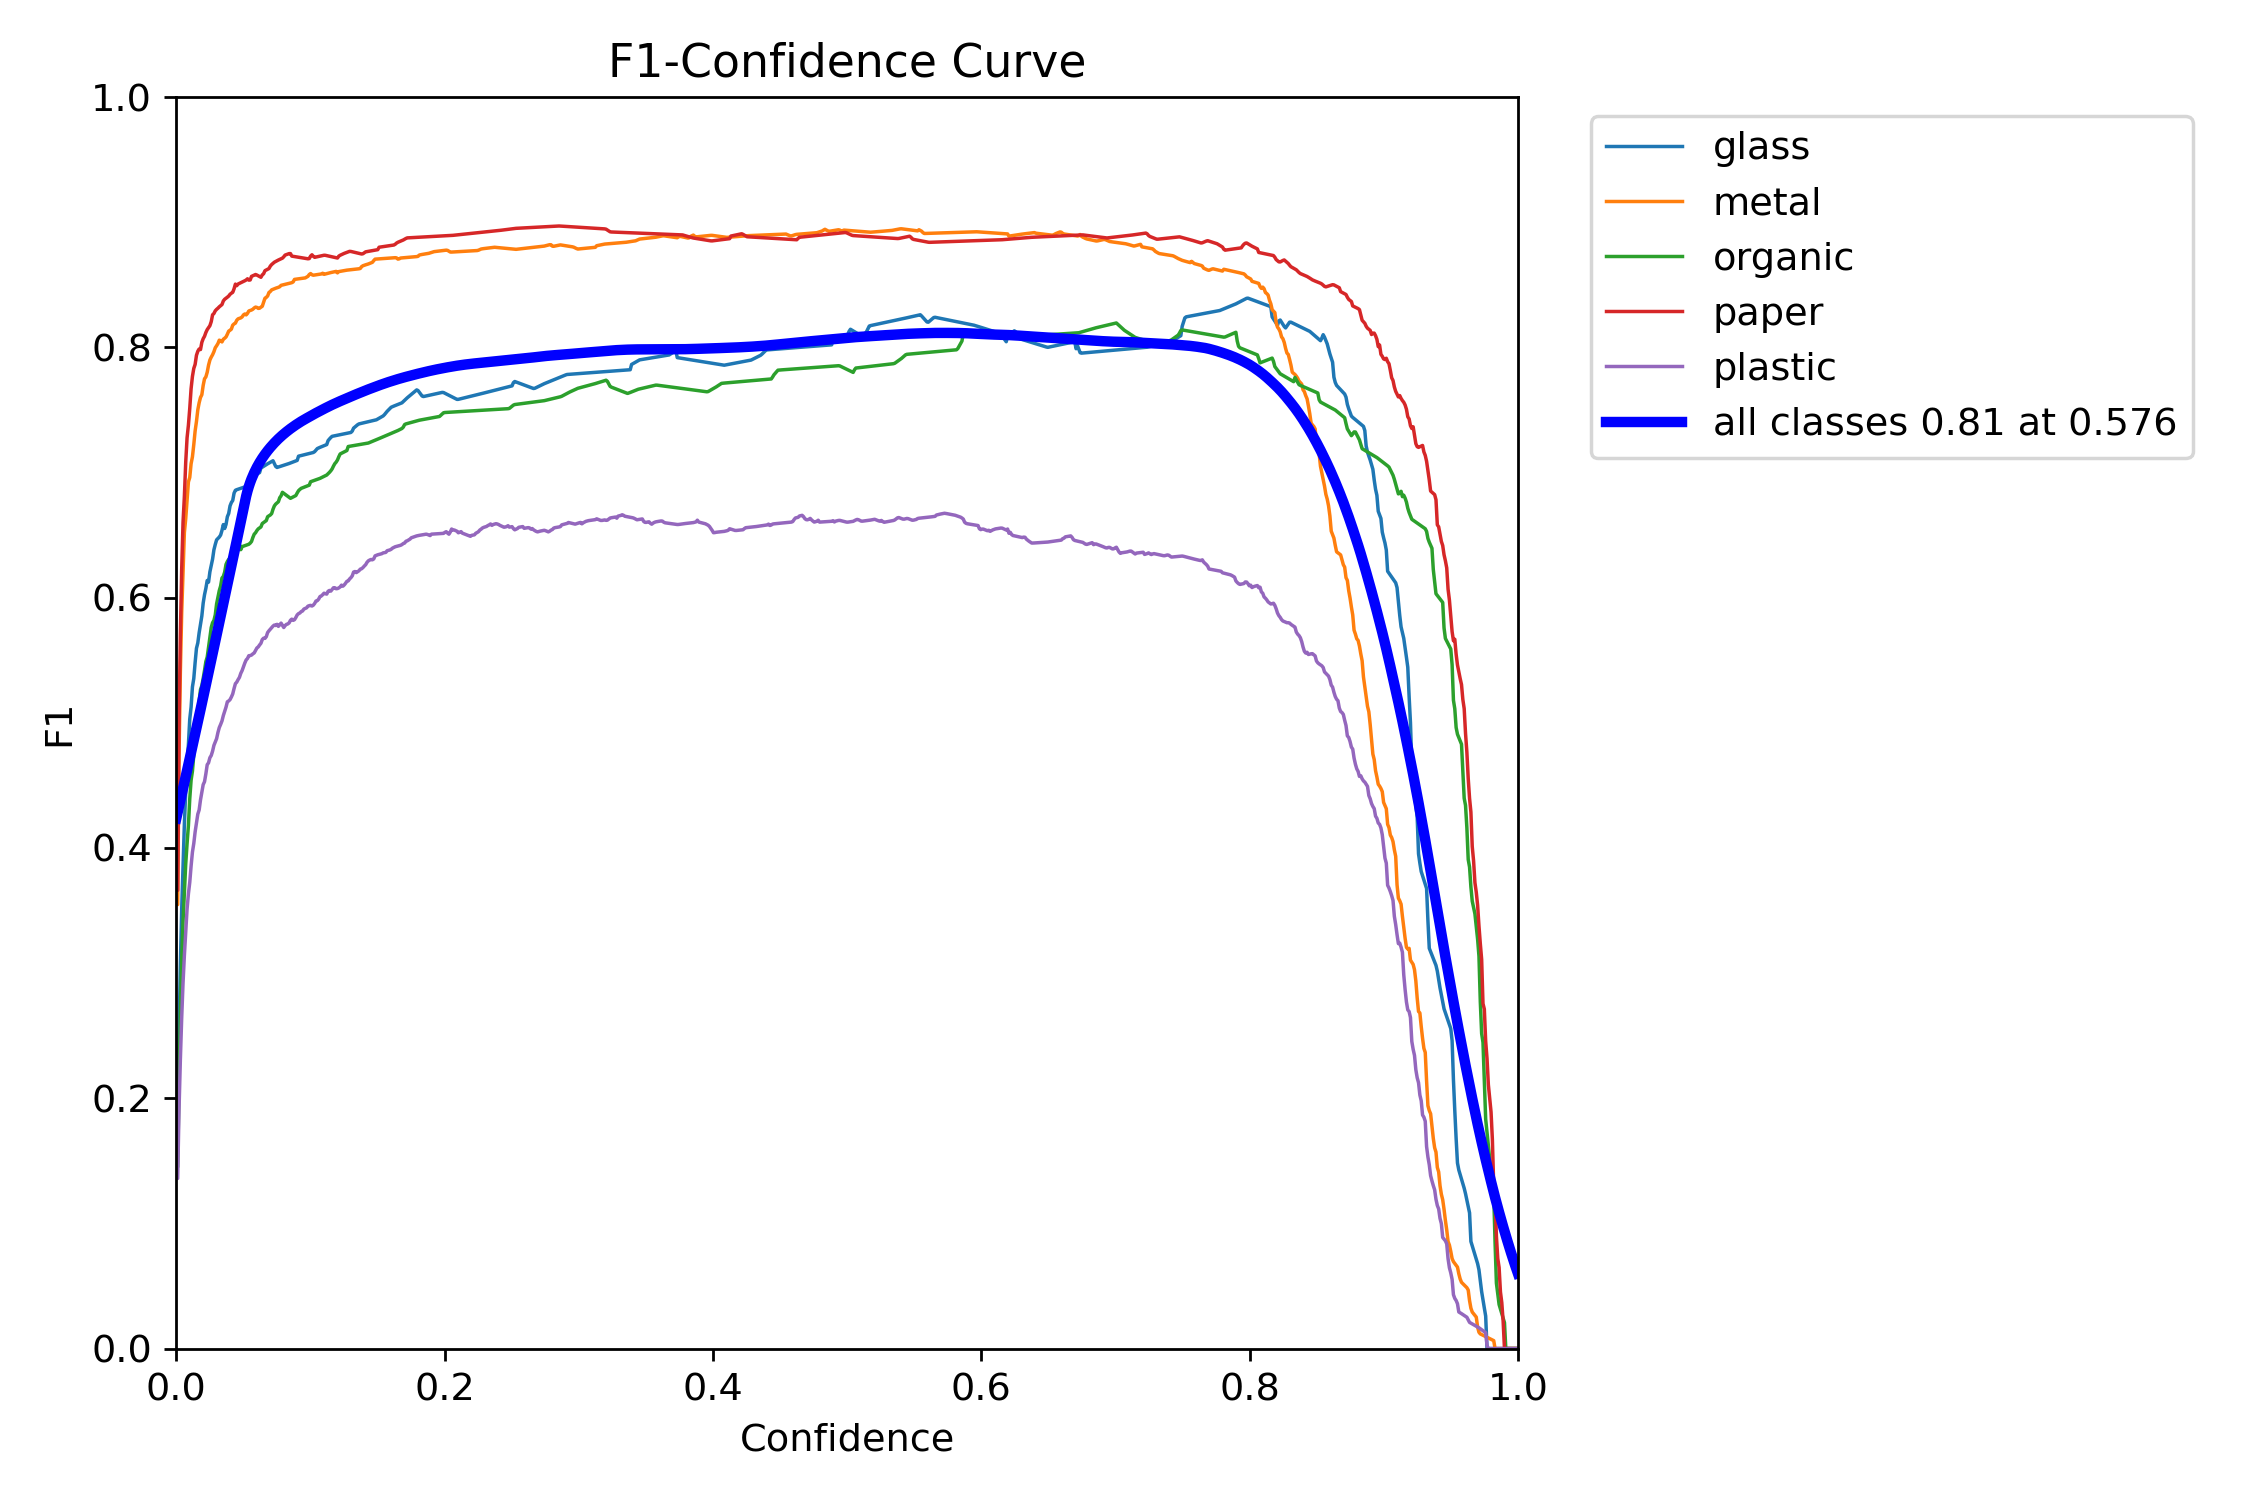 F1-Confidence Curve
1.0
0.8
0.6
0.4
0.2
0.0
F1
0.0 0.2 0.4 0.6 0.8 1.0
Confidence
glass
metal
organic
paper
plastic
all classes 0.81 at 0.576